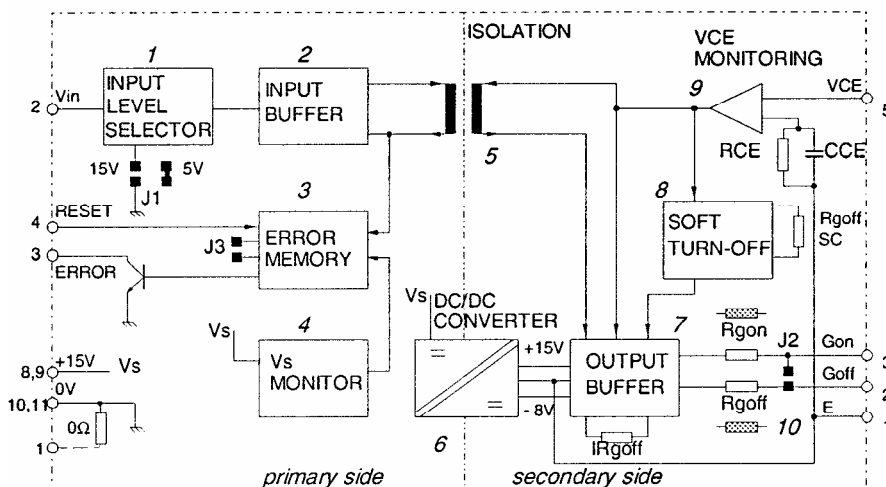 ISOLATION
VCE
MONITORING
1
2
INPUT
LEVEL
SELECTOR
INPUT
BUFFER
9
VCE
2
Vin
5
5
RCE
CCE
15V
5V
J1
3
8
4
RESET
ERROR
MEMORY
J3
SOFT
TURN-OFF
Rgoff
SC
3
ERROR
4
Vs
Vs
MONITOR
Vs
DC/DC
CONVERTER
+15V
- 8V
6
7
OUTPUT
BUFFER
IRgoff
Rgon
J2
Gon
3
Goff
2
Rgoff
10
E
1
8,9
+15V
Vs
0V
10,11
0Ω
1
primary side
secondary side